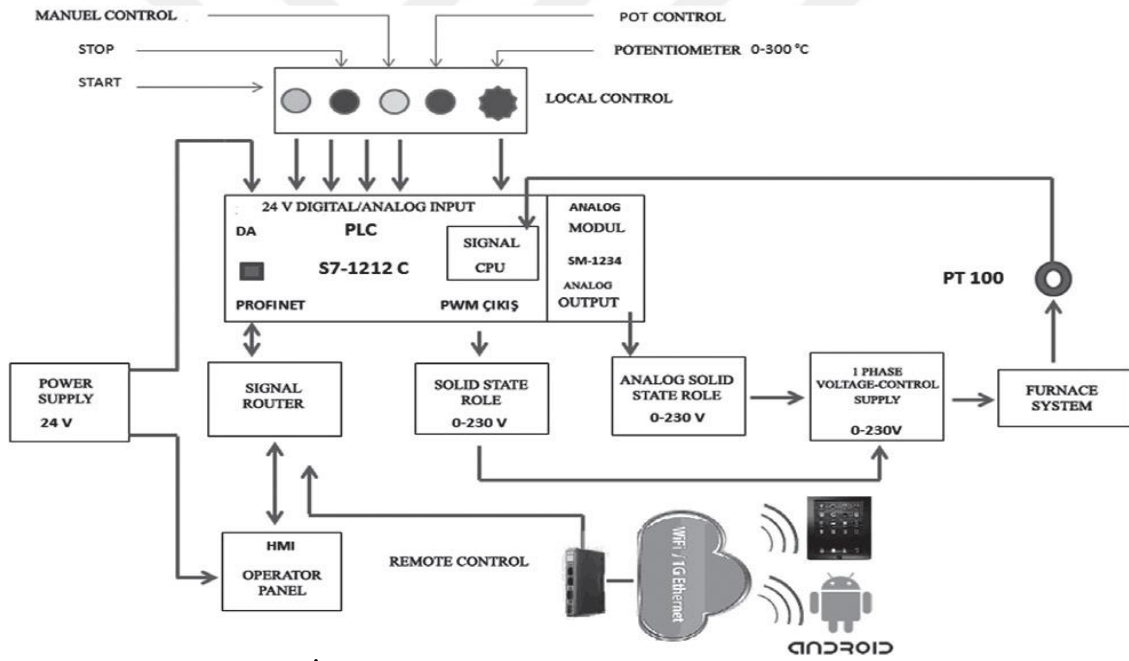 MANUEL CONTROL
POT CONTROL
STOP
POTENTIOMETER 0-300 °C
START
LOCAL CONTROL
24 V DIGITAL/ANALOG INPUT
DA
PLC
S7-1212 C
PROFINET
PWM ÇIKIŞ
SIGNAL
CPU
ANALOG
MODUL
SM-1234
ANALOG
OUTPUT
PT 100
POWER
SUPPLY
24 V
SIGNAL
ROUTER
SOLID STATE
ROLE
0-230 V
ANALOG SOLID
STATE ROLE
0-230 V
1 PHASE
VOLTAGE-CONTROL
SUPPLY
0-230V
FURNACE
SYSTEM
HMI
OPERATOR
PANEL
REMOTE CONTROL
WiFi / 1G Ethernet
ANDROID